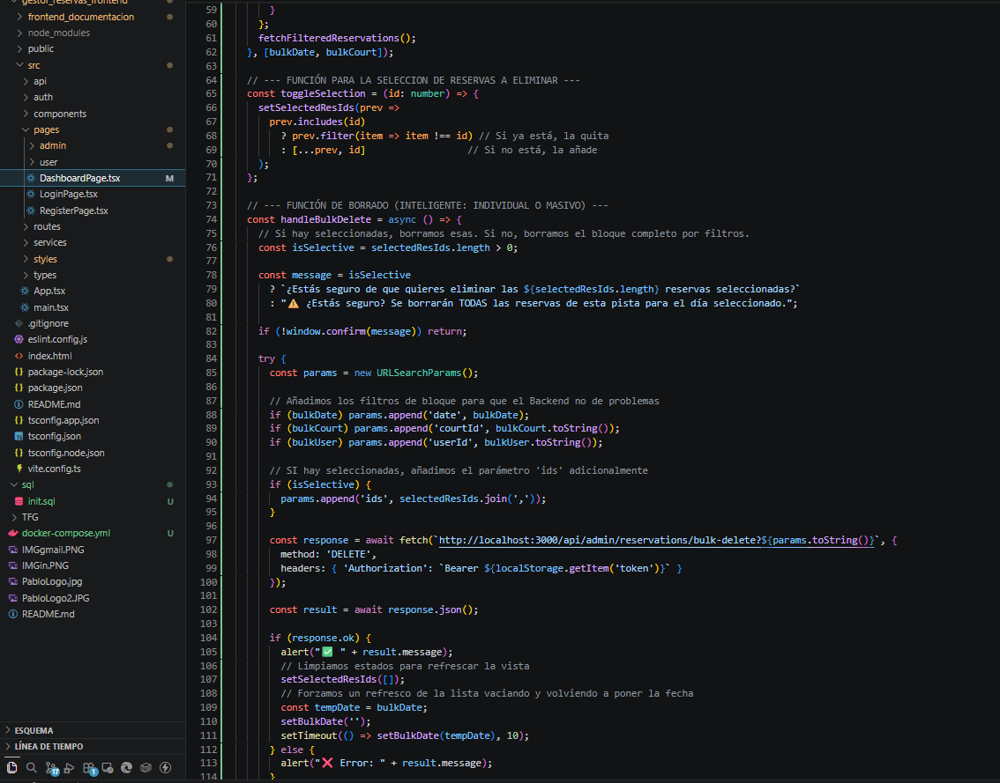 gestor_reservas_frontend
frontend_documentacion
node_modules
public
src
api
auth
components
pages
admin
user
DashboardPage.tsx M
LoginPage.tsx
RegisterPage.tsx
routes
services
styles
types
App.tsx
main.tsx
.gitignore
eslint.config.js
index.html
package-lock.json
package.json
README.md
tsconfig.app.json
tsconfig.json
tsconfig.node.json
vite.config.ts
sql
init.sql U
TFG
docker-compose.yml U
IMGgmail.PNG
IMGin.PNG
PabloLogo.jpg
PabloLogo2.JPG
README.md
ESQUEMA
LÍNEA DE TIEMPO
17
1
59 }
60 };
61 fetchFilteredReservations();
62 }, [bulkDate, bulkCourt]);
63
64 // --- FUNCIÓN PARA LA SELECCION DE RESERVAS A ELIMINAR ---
65 const toggleSelection = (id: number) => {
66 setSelectedResIds(prev =>
67 prev.includes(id)
68 ? prev.filter(item => item !== id) // Si ya está, la quita
69 : [...prev, id] // Si no está, la añade
70 );
71 };
72
73 // --- FUNCIÓN DE BORRADO (INTELIGENTE: INDIVIDUAL O MASIVO) ---
74 const handleBulkDelete = async () => {
75 // Si hay seleccionadas, borramos esas. Si no, borramos el bloque completo por filtros.
76 const isSelective = selectedResIds.length > 0;
77
78 const message = isSelective
79 ? `¿Estás seguro de que quieres eliminar las ${selectedResIds.length} reservas seleccionadas?`
80 : "⚠️ ¿Estás seguro? Se borrarán TODAS las reservas de esta pista para el día seleccionado.";
81
82 if (!window.confirm(message)) return;
83
84 try {
85 const params = new URLSearchParams();
86
87 // Añadimos los filtros de bloque para que el Backend no de problemas
88 if (bulkDate) params.append('date', bulkDate);
89 if (bulkCourt) params.append('courtId', bulkCourt.toString());
90 if (bulkUser) params.append('userId', bulkUser.toString());
91
92 // SI hay seleccionadas, añadimos el parámetro 'ids' adicionalmente
93 if (isSelective) {
94 params.append('ids', selectedResIds.join(','));
95 }
96
97 const response = await fetch(`http://localhost:3000/api/admin/reservations/bulk-delete?${params.toString()}`, {
98 method: 'DELETE',
99 headers: { 'Authorization': `Bearer ${localStorage.getItem('token')}` }
100 });
101
102 const result = await response.json();
103
104 if (response.ok) {
105 alert("✅ " + result.message);
106 // Limpiamos estados para refrescar la vista
107 setSelectedResIds([]);
108 // Forzamos un refresco de la lista vaciando y volviendo a poner la fecha
109 const tempDate = bulkDate;
110 setBulkDate('');
111 setTimeout(() => setBulkDate(tempDate), 10);
112 } else {
113 alert("❌ Error: " + result.message);
114 }